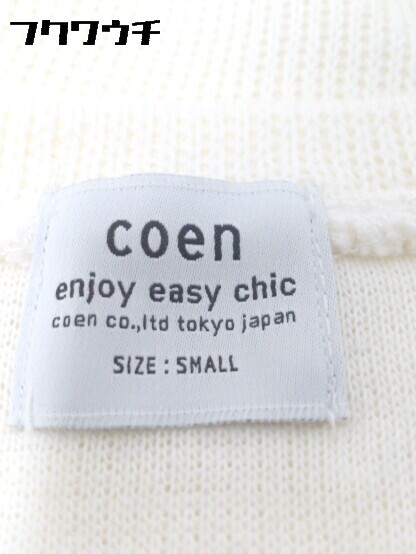 フクワウチ
coen
enjoy easy chic
coen co.,ltd tokyo japan
SIZE : SMALL